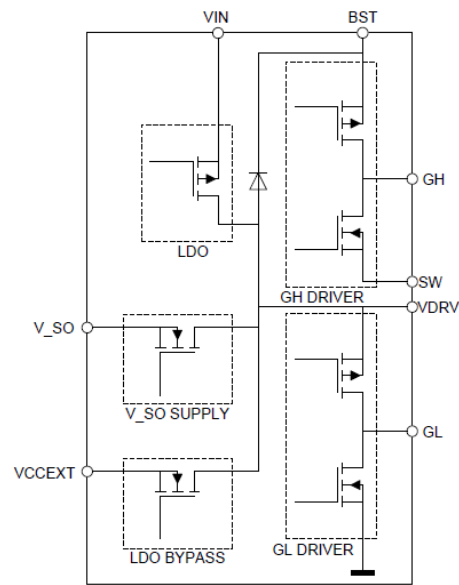 VIN
BST
GH
LDO
SW
GH DRIVER
VDRV
V_SO
V_SO SUPPLY
GL
VCCEXT
GL DRIVER
LDO BYPASS